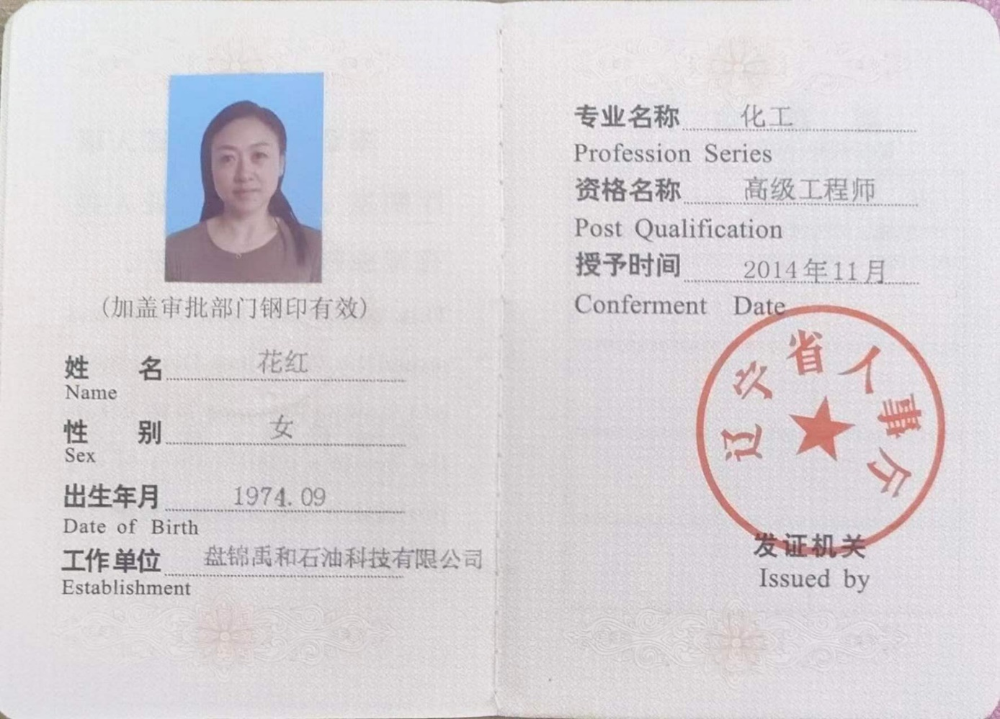 (加盖审批部门钢印有效)
姓 名 花红
Name
性 别 女
Sex
出生年月 1974.09
Date of Birth
工作单位 盘锦禹和石油科技有限公司
Establishment
专业名称 化工
Profession Series
资格名称 高级工程师
Post Qualification
授予时间 2014年11月
Conferment Date
辽宁省人事厅
发证机关
Issued by